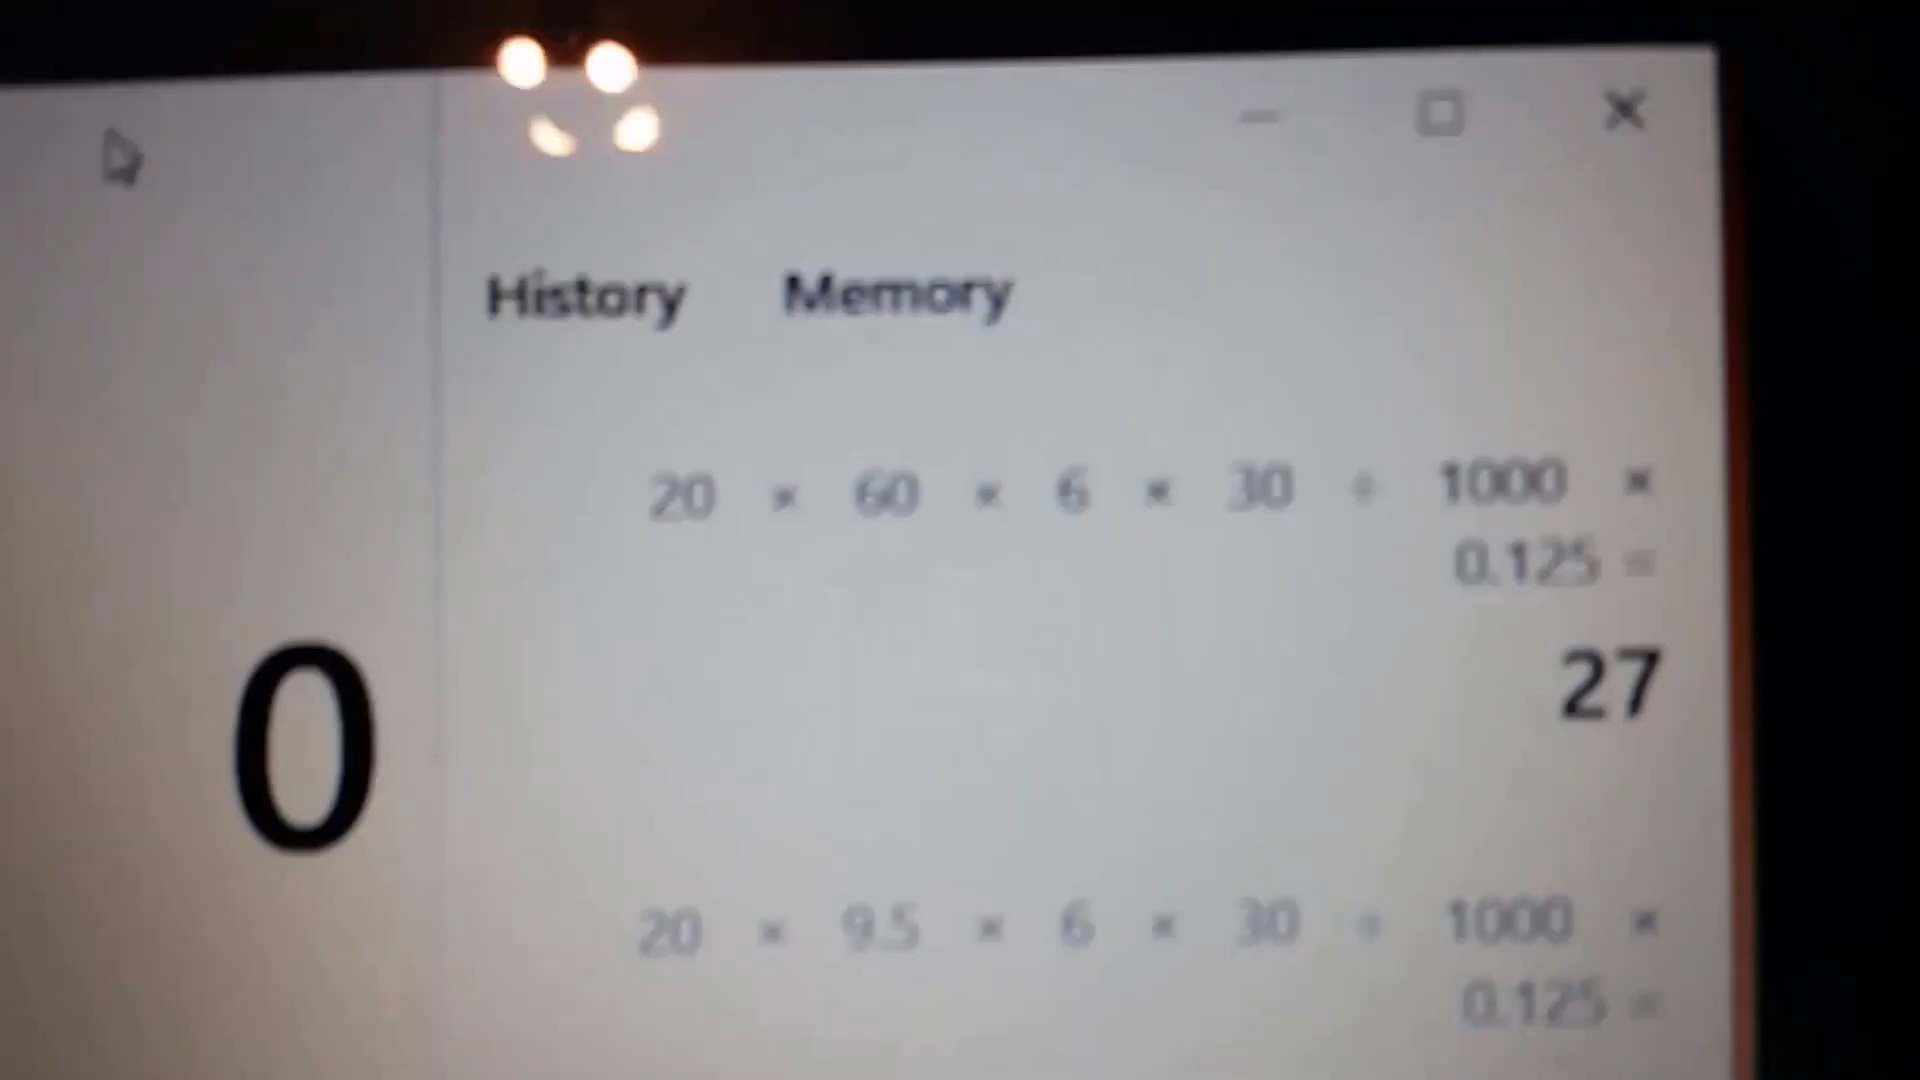 History Memory
20 × 60 × 6 × 30 ÷ 1000 ×
0.125 =
0
27
20 × 9.5 × 6 × 30 ÷ 1000 ×
0.125 =